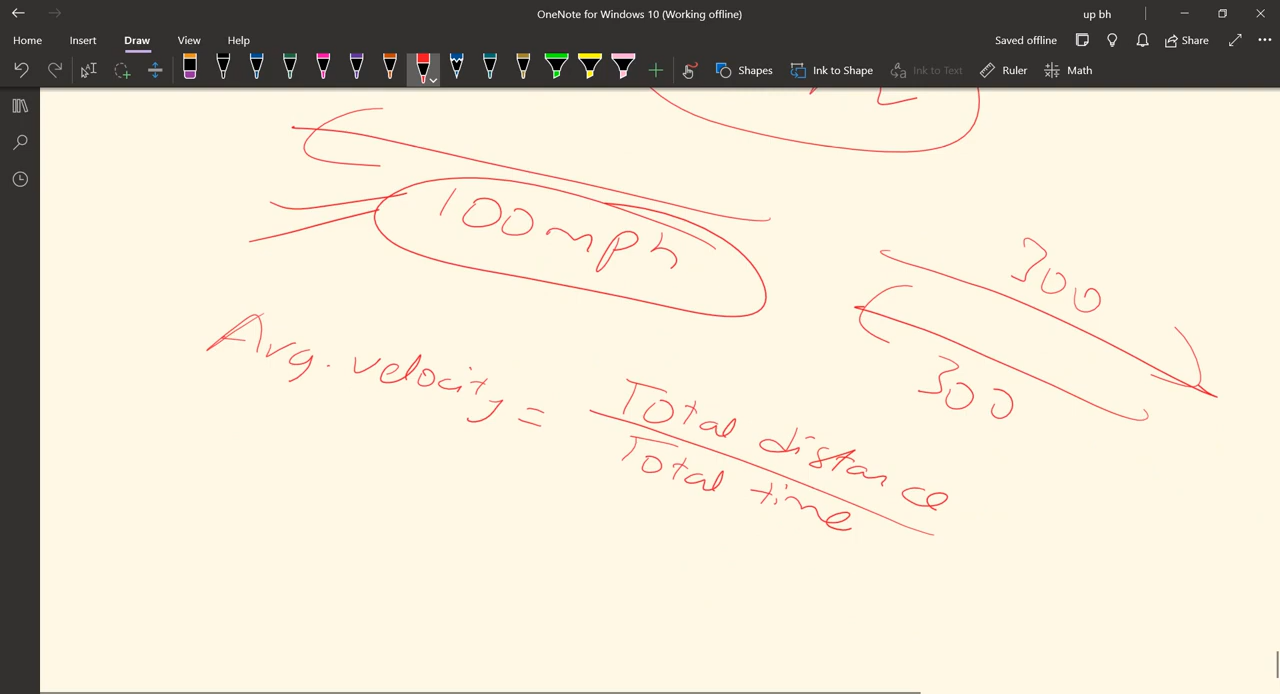 OneNote for Windows 10 (Working offline)
up bh
Home Insert Draw View Help
Saved offline
Share
Shapes
Ink to Shape
Ink to Text
Ruler
Math
100mph
300
300
Avg. velocity = Total distance
Total time